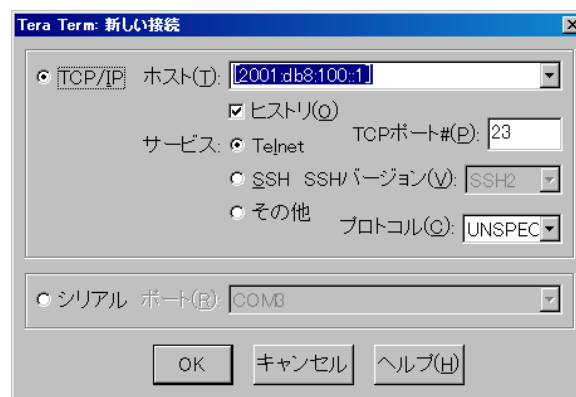 Tera Term: 新しい接続
TCP/IP ホスト(T): [2001:db8:100::1]
ヒストリ(O)
サービス: Telnet TCPポート#(P): 23
SSH SSHバージョン(V): SSH2
その他 プロトコル(C): UNSPEC
シリアル ポート(R): COM3
OK キャンセル ヘルプ(H)